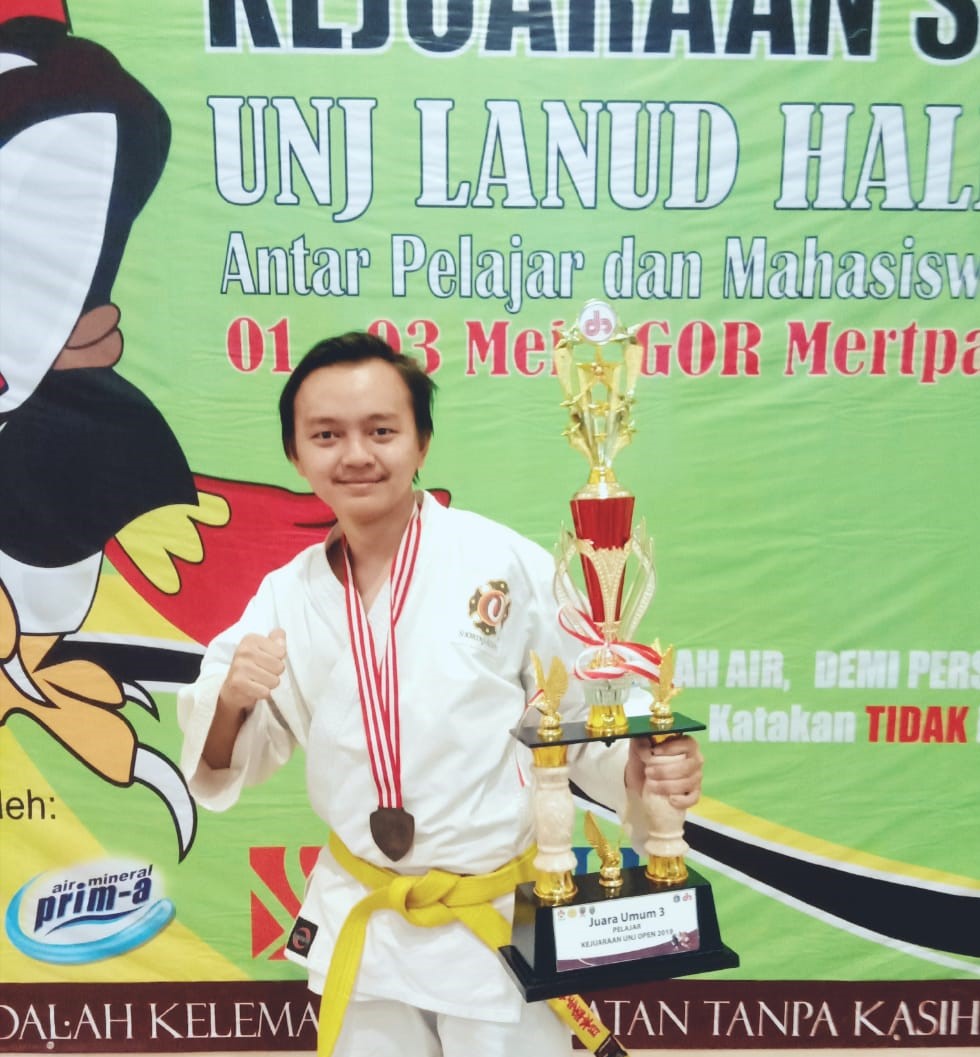 KEJUARAAN S
UNJ LANUD HAL
Antar Pelajar dan Mahasisw
01 03 Mei GOR Mertpa
AH AIR, DEMI PERS
Katakan TIDAK
leh:
air mineral
prim-a
Juara Umum 3
PELAJAR
KEJUARAAN UNJ OPEN 2019
DALAH KELEMA ATAN TANPA KASIH